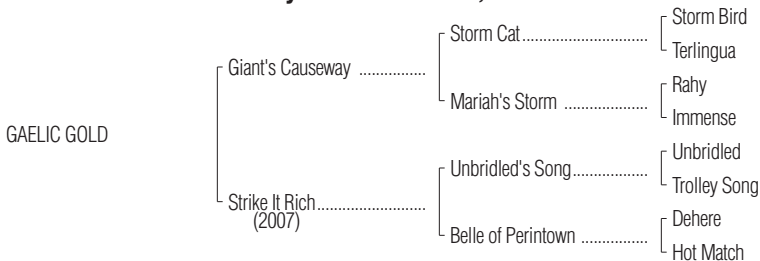 Storm Bird
Storm Cat
Terlingua
Giant's Causeway
Rahy
Mariah's Storm
Immense
GAELIC GOLD
Unbridled
Unbridled's Song
Trolley Song
Strike It Rich
(2007)
Dehere
Belle of Perintown
Hot Match